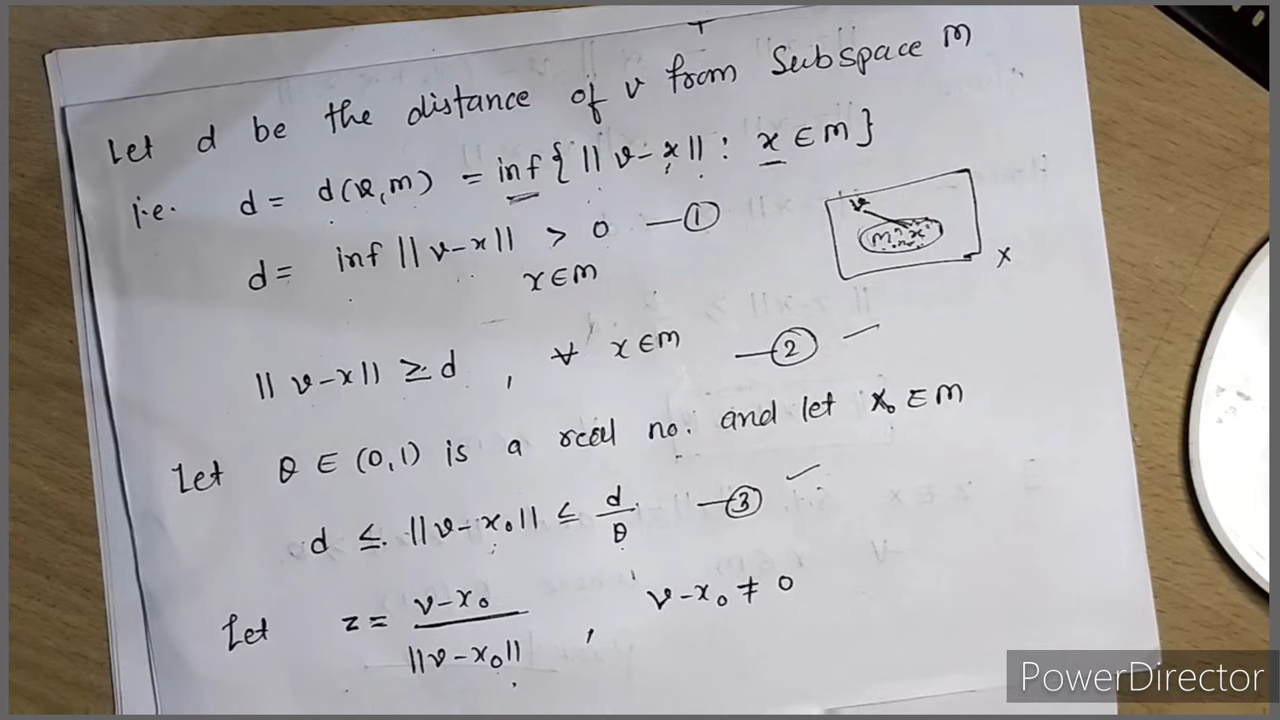 Let d be the distance of v from Subspace M
i.e. d = d(v, m) = inf { || v - x || : x ∈ M }
d = inf || v - x || > 0 — ①
x ∈ m
v
m x
X
|| v - x || ≥ d , ∀ x ∈ m — ②
Let θ ∈ (0,1) is a real no. and let x₀ ∈ M
d ≤ || v - x₀ || ≤ d/θ — ③
Let z = v - x₀ / || v - x₀ || , v - x₀ ≠ 0
PowerDirector